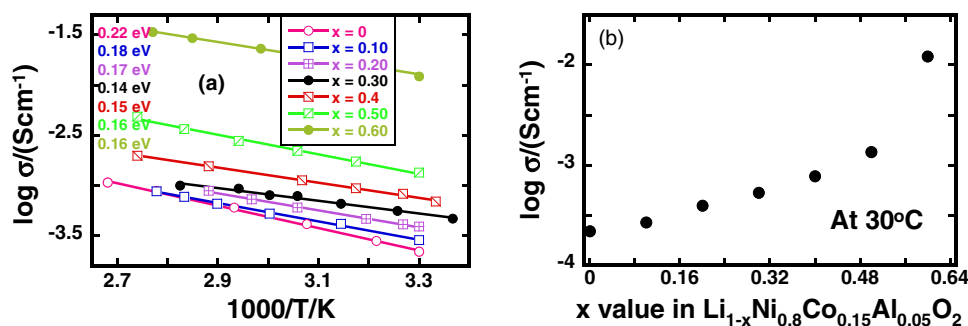 log σ/(Scm⁻¹)
-1.5
-2.5
-3.5
0.22 eV
0.18 eV
0.17 eV
0.14 eV
0.15 eV
0.16 eV
0.16 eV
(a)
x = 0
x = 0.10
x = 0.20
x = 0.30
x = 0.4
x = 0.50
x = 0.60
2.7 2.9 3.1 3.3
1000/T/K
log σ/(Scm⁻¹)
(b)
-2
-3
-4
At 30°C
0 0.16 0.32 0.48 0.64
x value in Li₁₋ₓNi₀.₈Co₀.₁₅Al₀.₀₅O₂